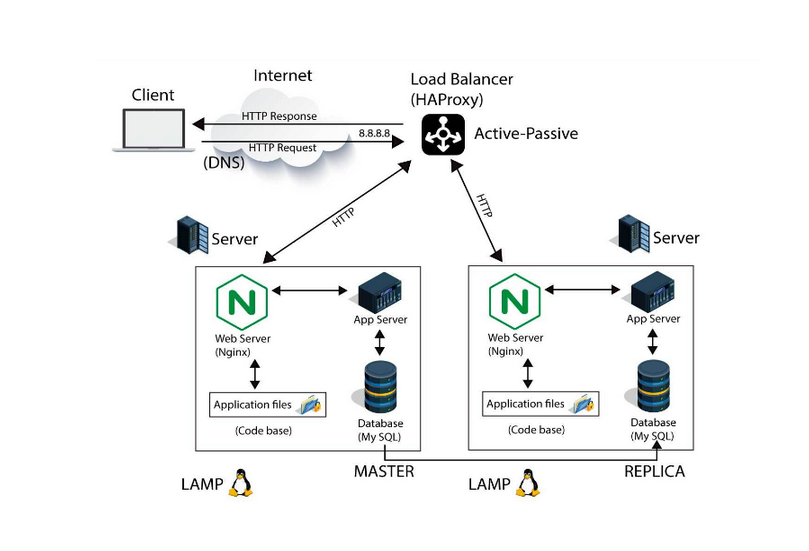 Internet
Client
Load Balancer
(HAProxy)
HTTP Response
8.8.8.8
HTTP Request
(DNS)
Active-Passive
HTTP
HTTP
Server
Server
N
Web Server
(Nginx)
App Server
Application files
(Code base)
Database
(My SQL)
N
Web Server
(Nginx)
App Server
Application files
(Code base)
Database
(My SQL)
LAMP
MASTER
LAMP
REPLICA